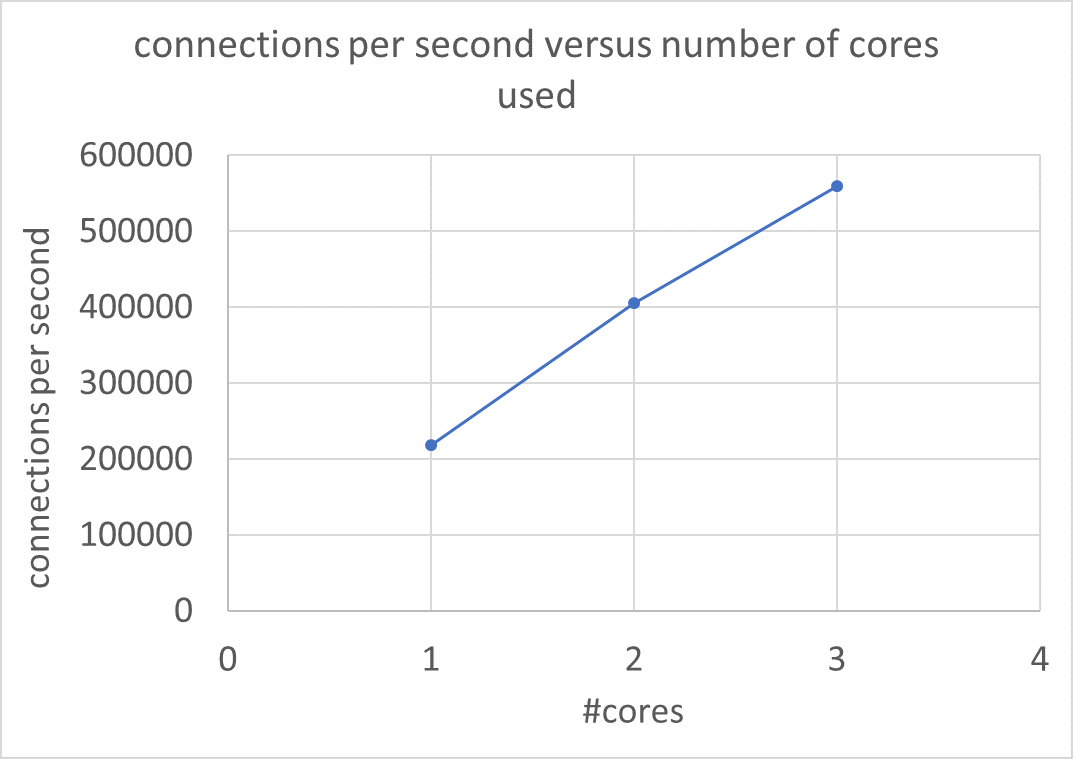 connections per second versus number of cores
used
600000
500000
400000
300000
200000
100000
0
connections per second
0 1 2 3 4
#cores